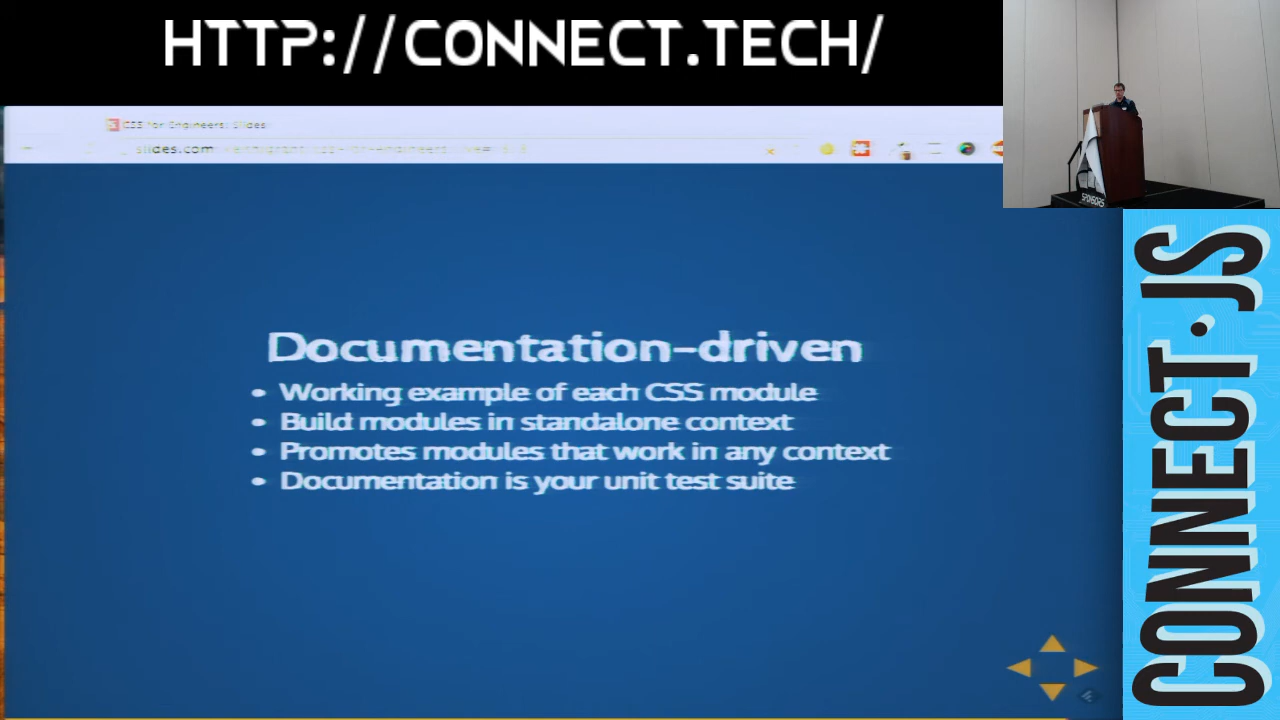 HTTP://CONNECT.TECH/
CSS for Engineers: Slides
slides.com
Documentation-driven
• Working example of each CSS module
• Build modules in standalone context
• Promotes modules that work in any context
• Documentation is your unit test suite
SPONSORS
CONNECT.JS